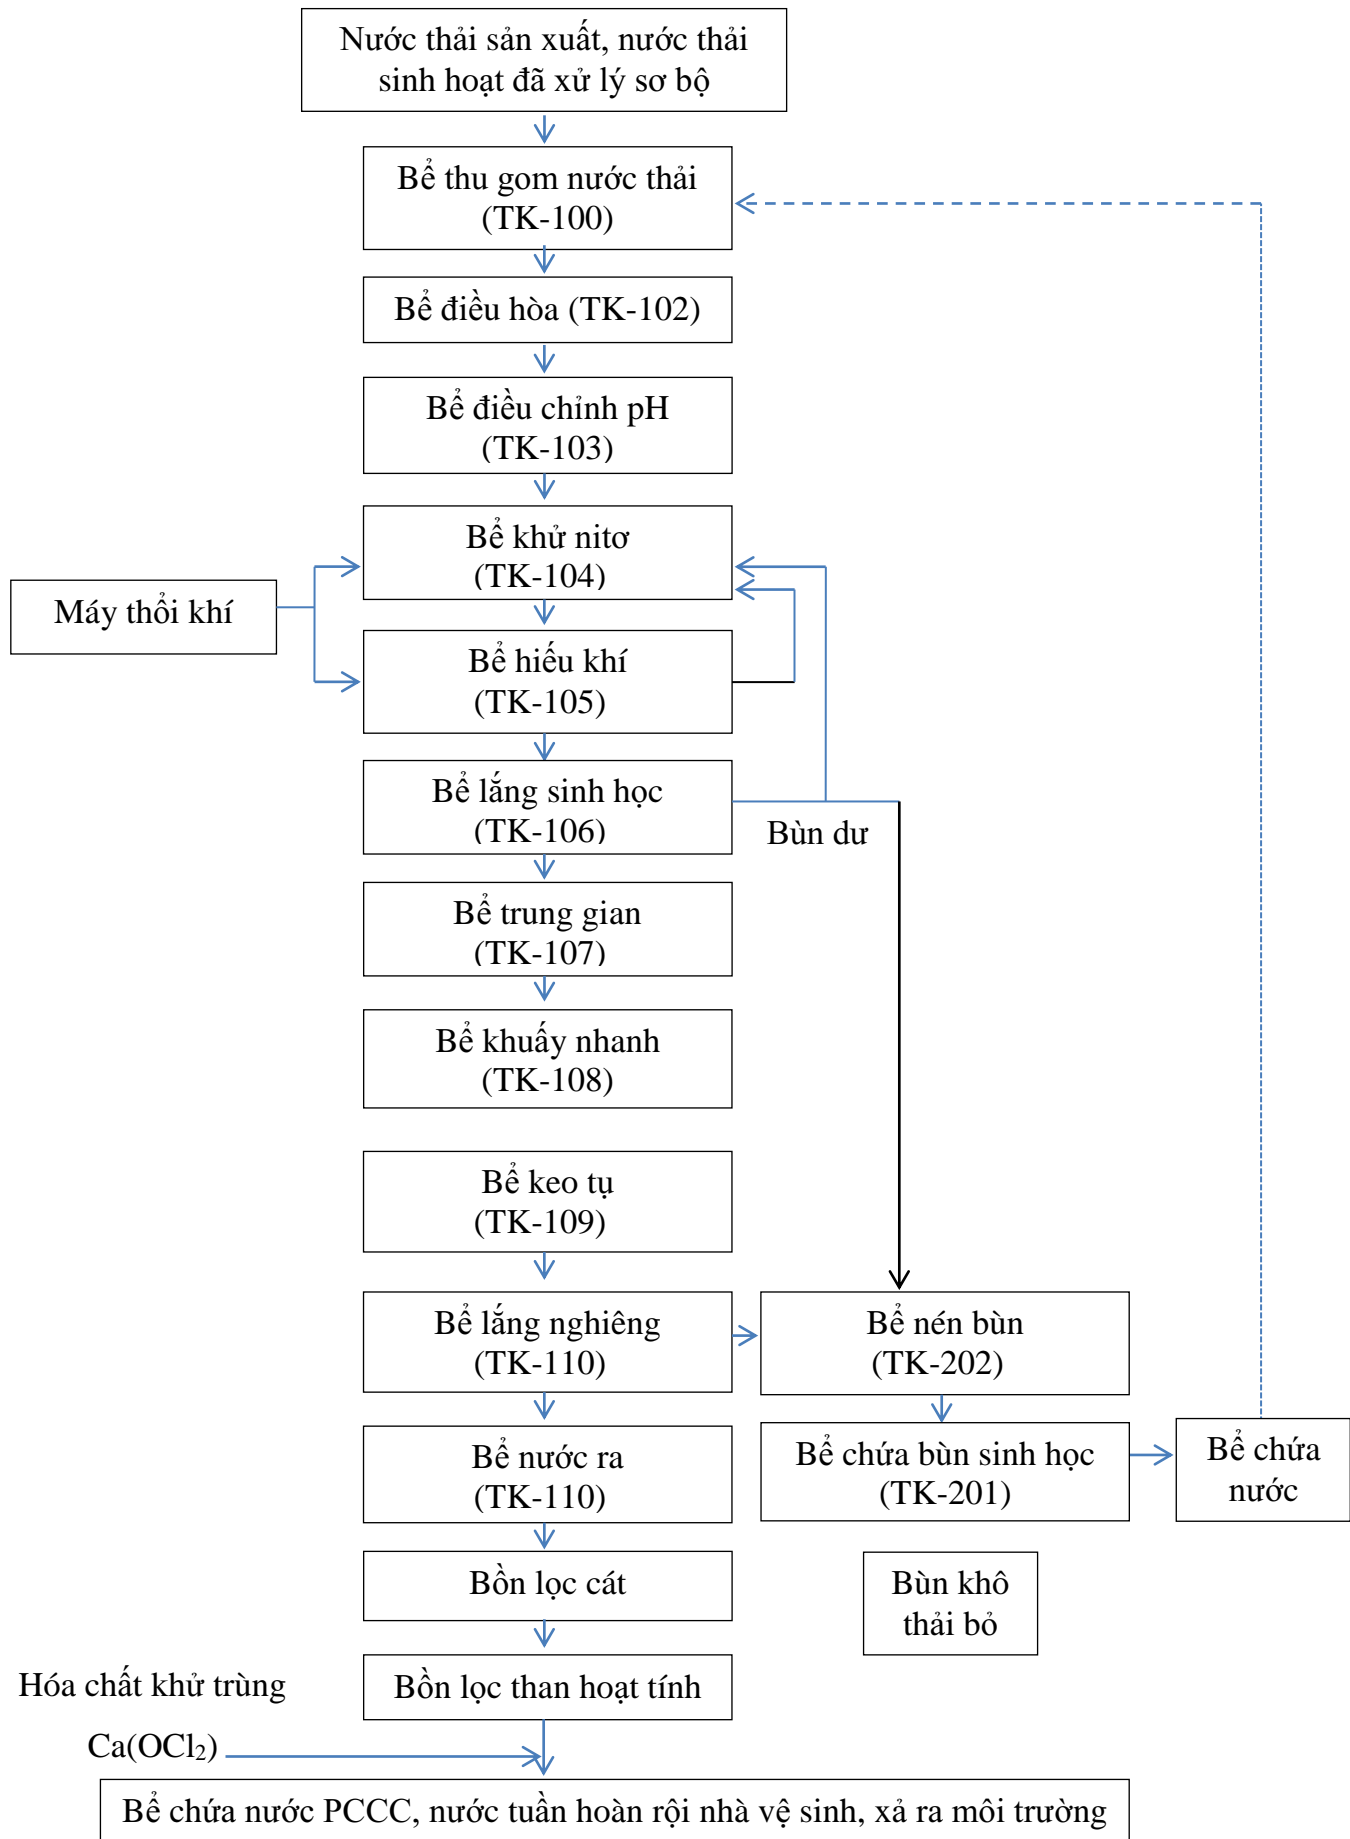 Nước thải sản xuất, nước thải
sinh hoạt đã xử lý sơ bộ
Bể thu gom nước thải
(TK-100)
Bể điều hòa (TK-102)
Bể điều chỉnh pH
(TK-103)
Bể khử nitơ
(TK-104)
Máy thổi khí
Bể hiếu khí
(TK-105)
Bể lắng sinh học
(TK-106)
Bùn dư
Bể trung gian
(TK-107)
Bể khuấy nhanh
(TK-108)
Bể keo tụ
(TK-109)
Bể lắng nghiêng
(TK-110)
Bể nén bùn
(TK-202)
Bể nước ra
(TK-110)
Bể chứa bùn sinh học
(TK-201)
Bể chứa
nước
Bồn lọc cát
Bùn khô
thải bỏ
Hóa chất khử trùng
Bồn lọc than hoạt tính
Ca(OCl₂)
Bể chứa nước PCCC, nước tuần hoàn rội nhà vệ sinh, xả ra môi trường